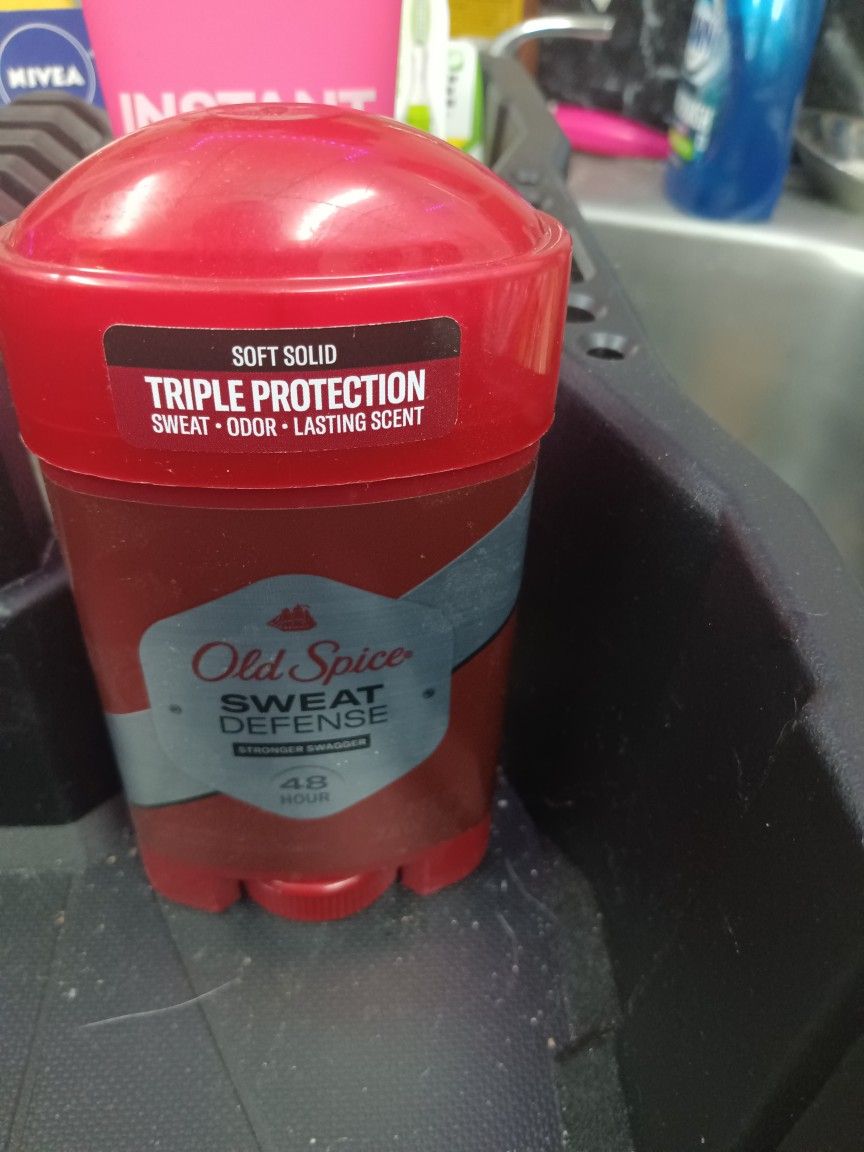 NIVEA
INSTANT
SOFT SOLID
TRIPLE PROTECTION
SWEAT • ODOR • LASTING SCENT
Old Spice
SWEAT
DEFENSE
STRONGER SWAGGER
48
HOUR